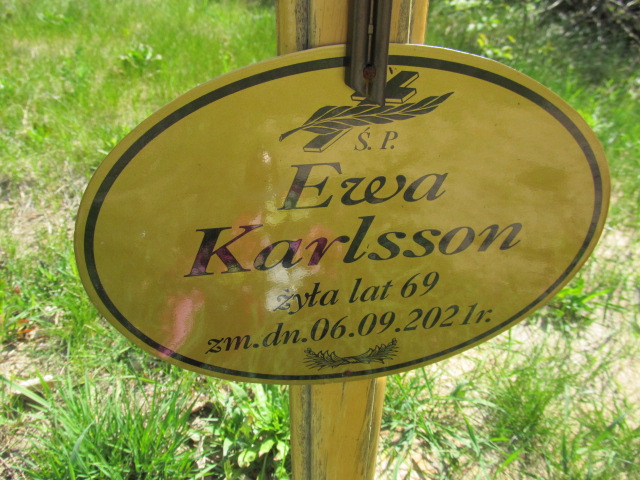 Ś.P.
Ewa
Karlsson
żyła lat 69
zm.dn.06.09.2021r.